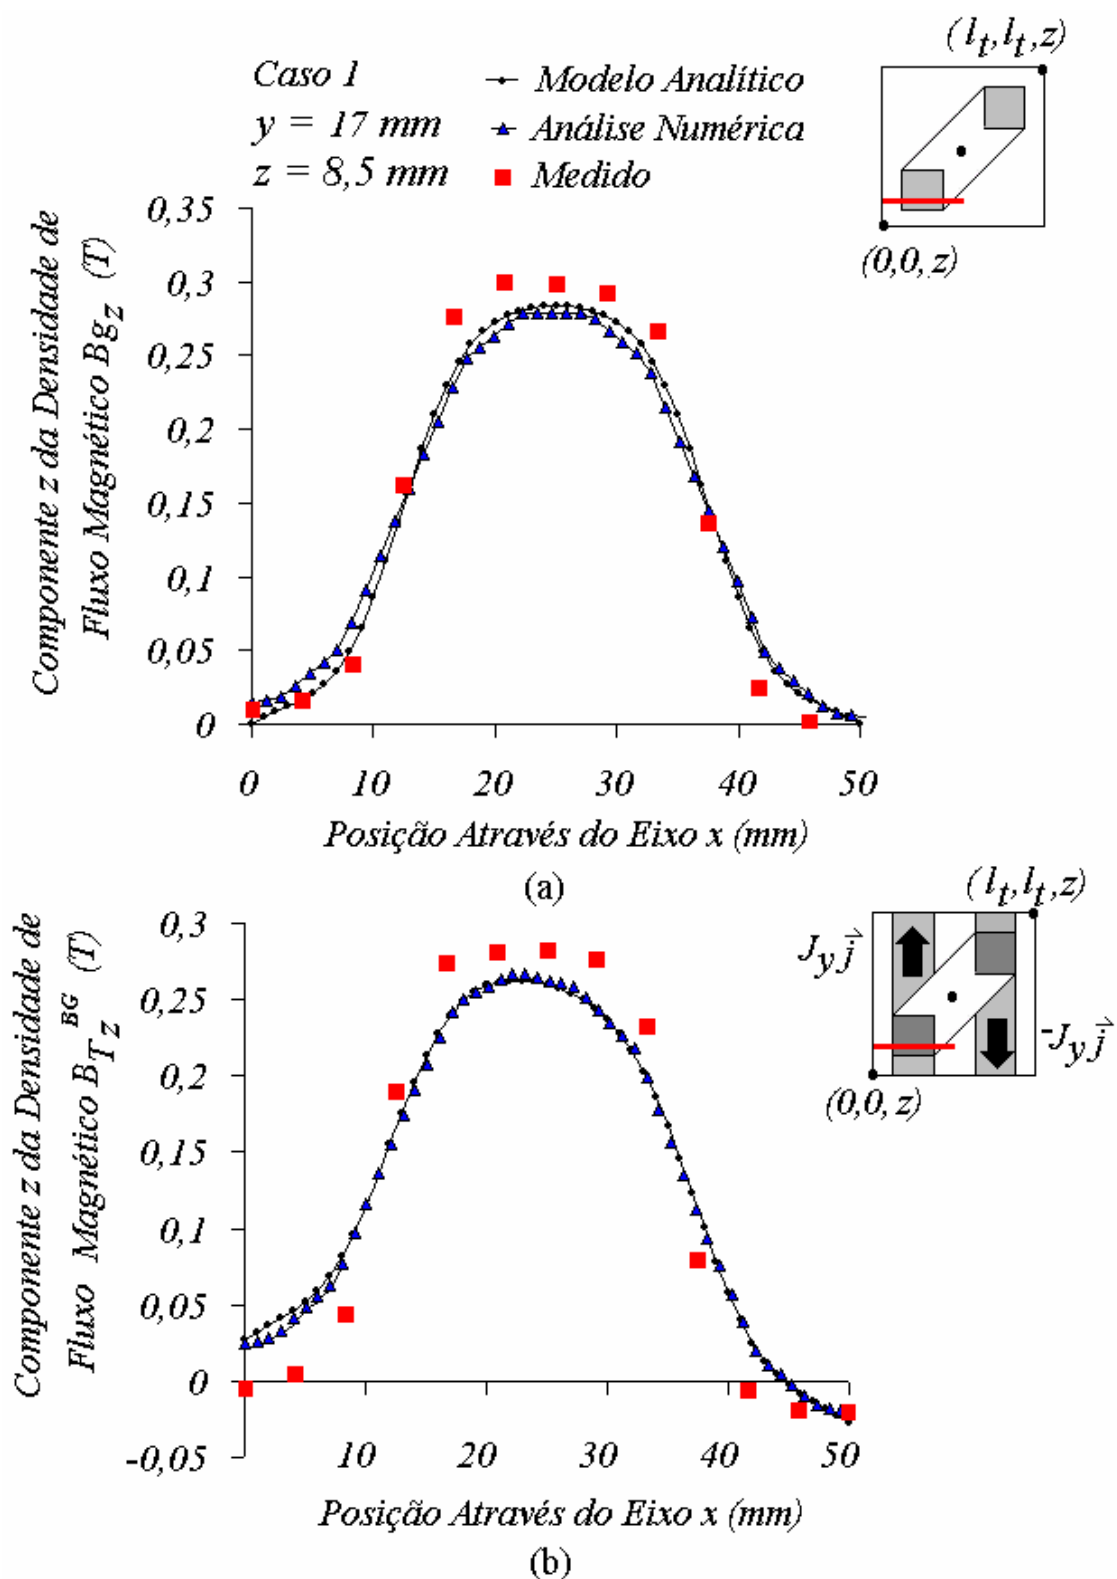 (l_t,l_t,z)
Caso 1
y = 17 mm
z = 8,5 mm
Modelo Analítico
Análise Numérica
Medido
(0,0,z)
Componente z da Densidade de
Fluxo Magnético Bg_z (T)
0,35
0,3
0,25
0,2
0,15
0,1
0,05
0
0 10 20 30 40 50
Posição Através do Eixo x (mm)
(a)
(l_t,l_t,z)
J_y j⃗
-J_y j⃗
(0,0,z)
Componente z da Densidade de
Fluxo Magnético B_{T_z}^{BG} (T)
0,3
0,25
0,2
0,15
0,1
0,05
0
-0,05
10 20 30 40 50
Posição Através do Eixo x (mm)
(b)